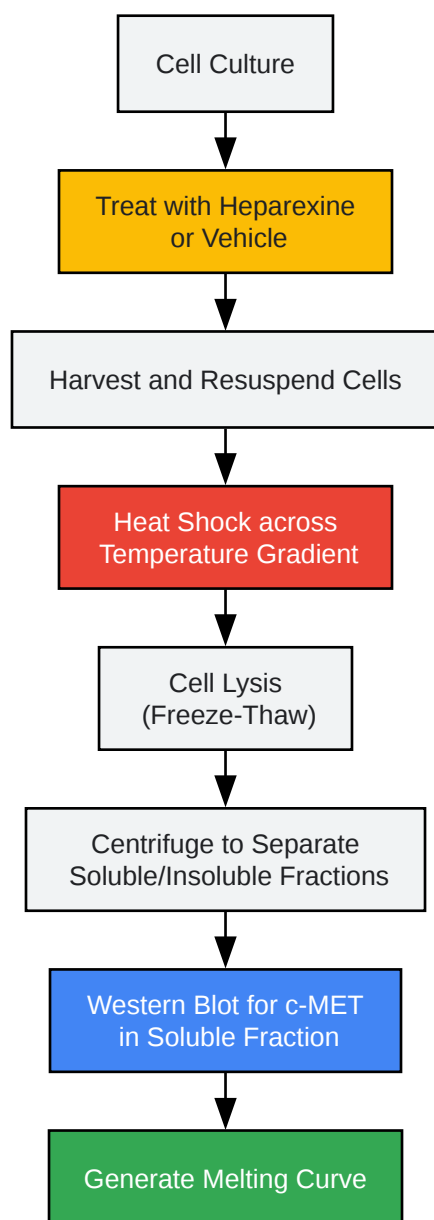 Cell Culture
Treat with Heparexine
or Vehicle
Harvest and Resuspend Cells
Heat Shock across
Temperature Gradient
Cell Lysis
(Freeze-Thaw)
Centrifuge to Separate
Soluble/Insoluble Fractions
Western Blot for c-MET
in Soluble Fraction
Generate Melting Curve